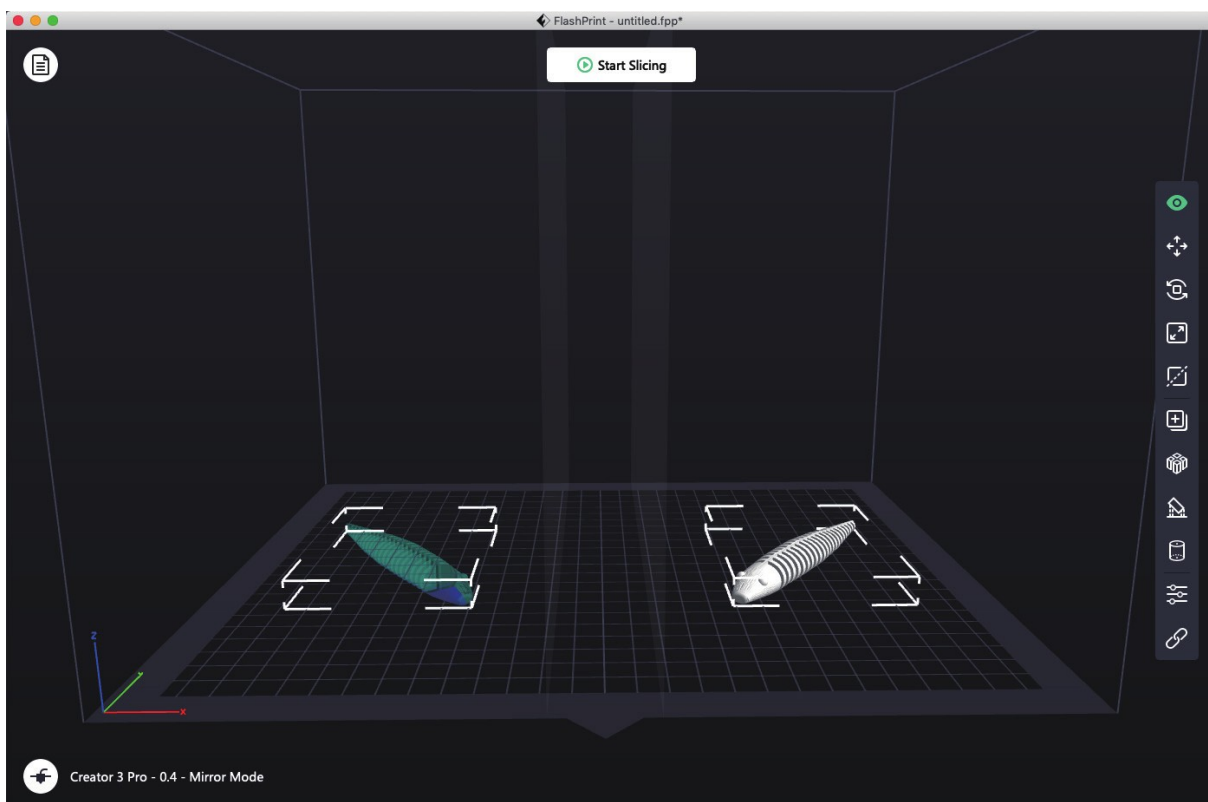 FlashPrint - untitled.fpp*
Start Slicing
z
x
Creator 3 Pro - 0.4 - Mirror Mode